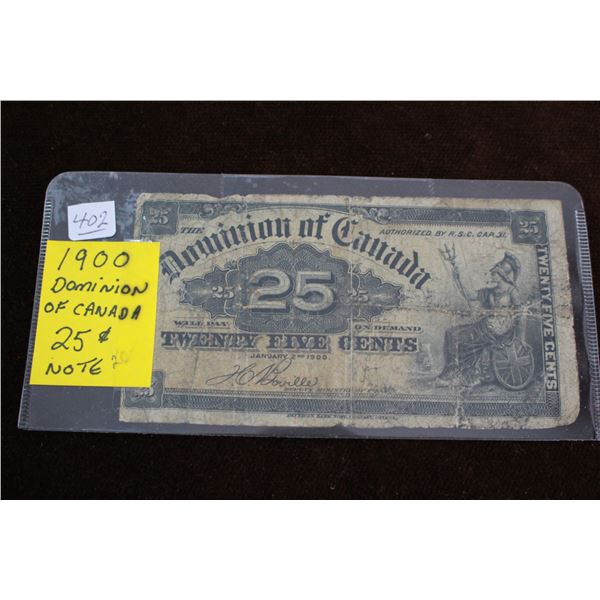 402
1900
DOMINION
OF CANADA
25¢
NOTE
25
THE
Dominion of Canada
AUTHORIZED BY R.S.C. CAP. 31.
25
25 25 25
WILL PAY ON DEMAND
TWENTY FIVE CENTS
JANUARY 2ND 1900
TWENTY FIVE CENTS.
25